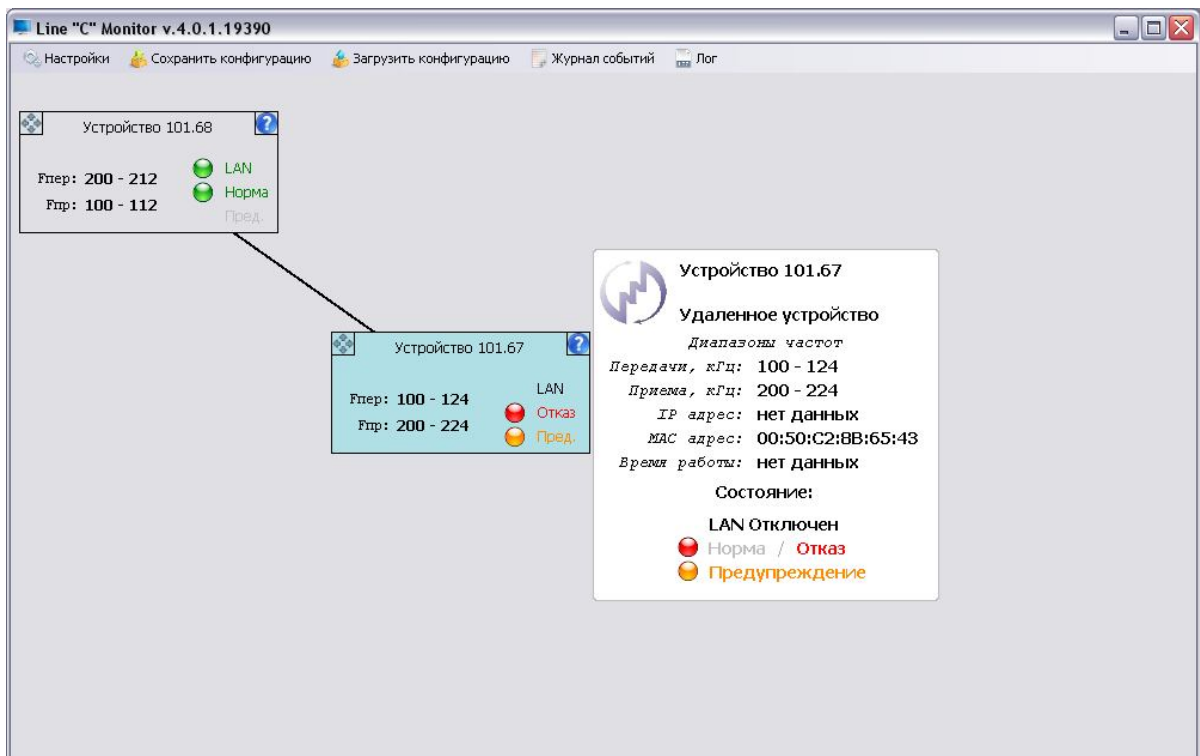 Line "C" Monitor v.4.0.1.19390
Настройки Сохранить конфигурацию Загрузить конфигурацию Журнал событий Лог
Устройство 101.68
LAN
Fпер: 200 - 212
Норма
Fпр: 100 - 112
Пред.
Устройство 101.67
LAN
Fпер: 100 - 124
Отказ
Fпр: 200 - 224
Пред.
Устройство 101.67
Удаленное устройство
Диапазоны частот
Передачи, кГц: 100 - 124
Приема, кГц: 200 - 224
IP адрес: нет данных
MAC адрес: 00:50:C2:8B:65:43
Время работы: нет данных
Состояние:
LAN Отключен
Норма / Отказ
Предупреждение